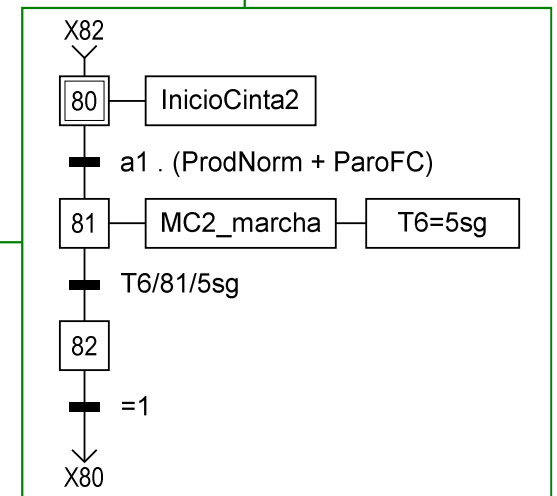 X82
80 InicioCinta2
a1 . (ProdNorm + ParoFC)
81 MC2_marcha T6=5sg
T6/81/5sg
82
=1
X80